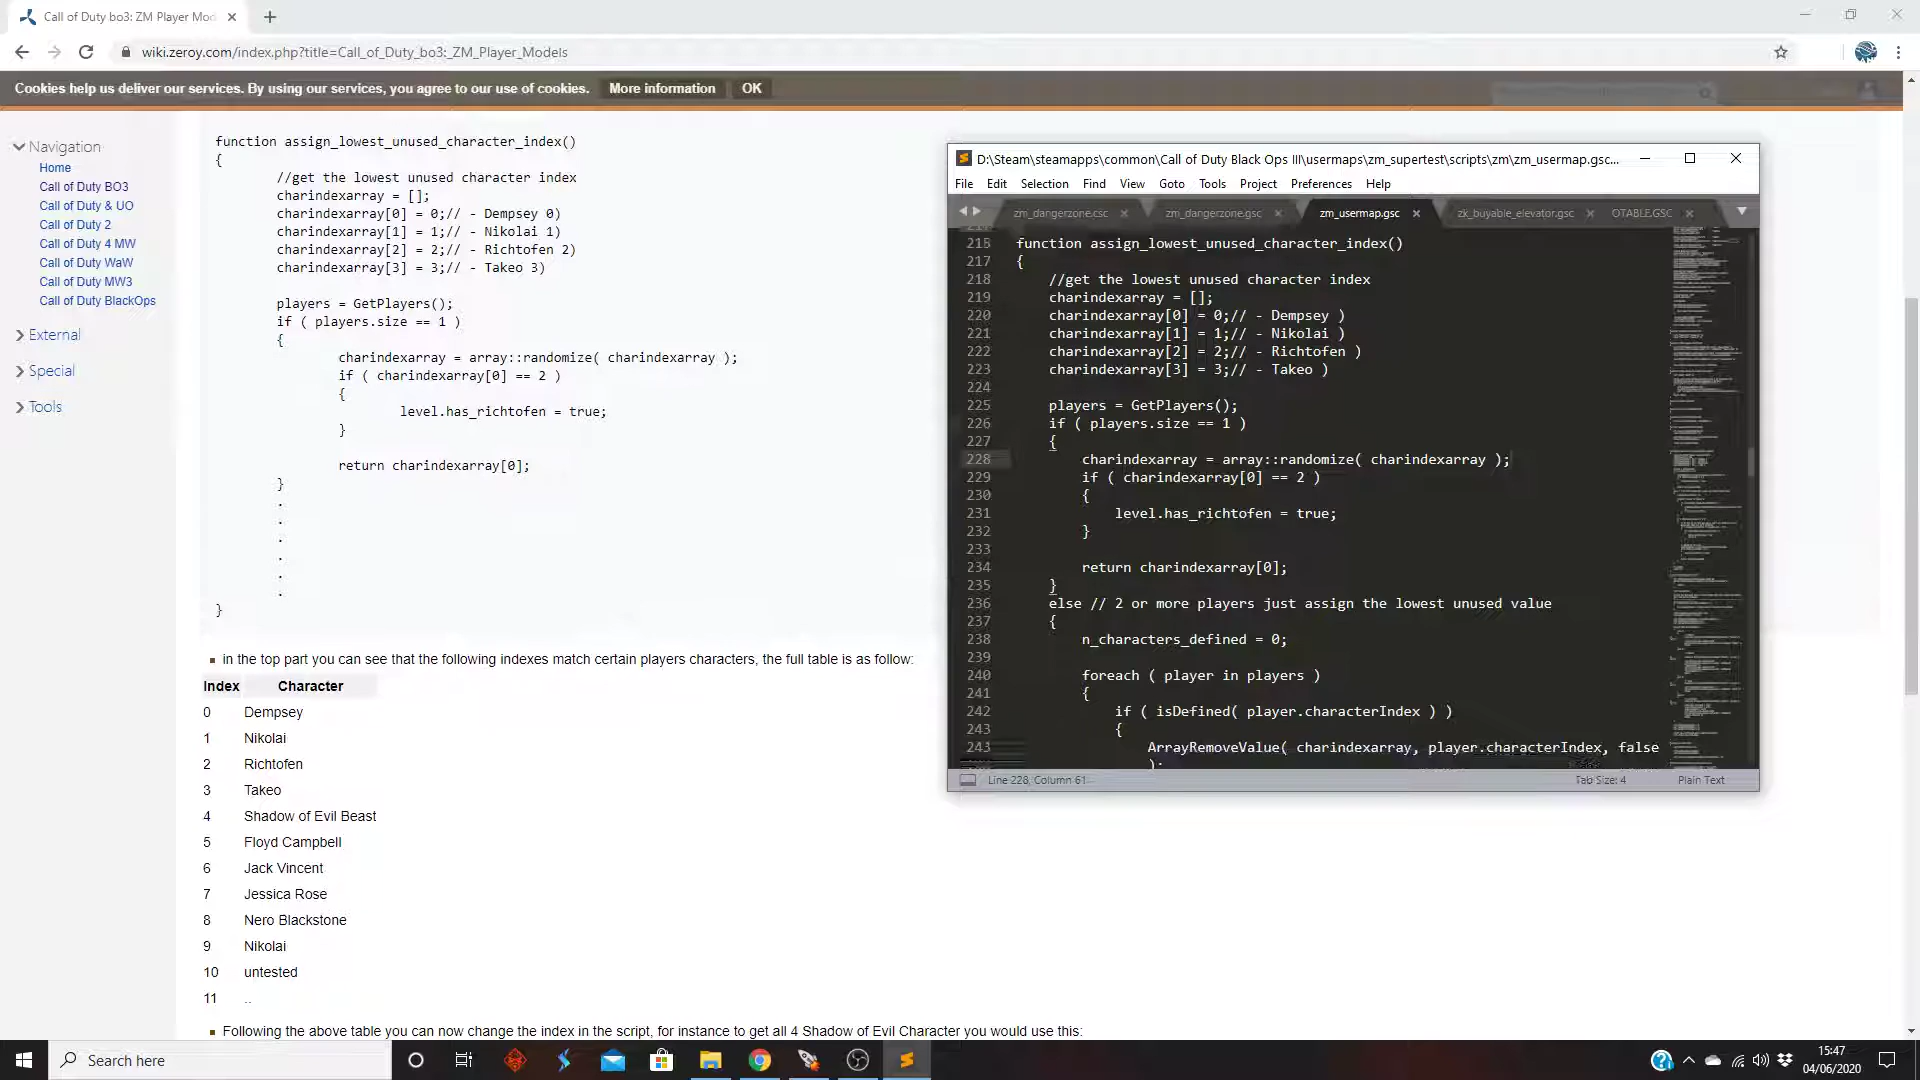 Call of Duty bo3: ZM Player Mo
wiki.zeroy.com/index.php?title=Call_of_Duty_bo3:_ZM_Player_Models
Cookies help us deliver our services. By using our services, you agree to our use of cookies. More information OK
Navigation
Home
Call of Duty BO3
Call of Duty & UO
Call of Duty 2
Call of Duty 4 MW
Call of Duty WaW
Call of Duty MW3
Call of Duty BlackOps
External
Special
Tools
function assign_lowest_unused_character_index()
{
//get the lowest unused character index
charindexarray = [];
charindexarray[0] = 0;// - Dempsey 0)
charindexarray[1] = 1;// - Nikolai 1)
charindexarray[2] = 2;// - Richtofen 2)
charindexarray[3] = 3;// - Takeo 3)
players = GetPlayers();
if ( players.size == 1 )
{
charindexarray = array::randomize( charindexarray );
if ( charindexarray[0] == 2 )
{
level.has_richtofen = true;
}
return charindexarray[0];
}
.
.
.
.
.
.
}
in the top part you can see that the following indexes match certain players characters, the full table is as follow:
Index Character
0 Dempsey
1 Nikolai
2 Richtofen
3 Takeo
4 Shadow of Evil Beast
5 Floyd Campbell
6 Jack Vincent
7 Jessica Rose
8 Nero Blackstone
9 Nikolai
10 untested
11 ..
Following the above table you can now change the index in the script, for instance to get all 4 Shadow of Evil Character you would use this:
D:\Steam\steamapps\common\Call of Duty Black Ops III\usermaps\zm_supertest\scripts\zm\zm_usermap.gsc...
File Edit Selection Find View Goto Tools Project Preferences Help
zm_dangerzone.csc zm_dangerzone.gsc zm_usermap.gsc zk_buyable_elevator.gsc OTABLE.GSC
215 function assign_lowest_unused_character_index()
217 {
218 //get the lowest unused character index
219 charindexarray = [];
220 charindexarray[0] = 0;// - Dempsey )
221 charindexarray[1] = 1;// - Nikolai )
222 charindexarray[2] = 2;// - Richtofen )
223 charindexarray[3] = 3;// - Takeo )
224
225 players = GetPlayers();
226 if ( players.size == 1 )
227 {
228 charindexarray = array::randomize( charindexarray );
229 if ( charindexarray[0] == 2 )
230 {
231 level.has_richtofen = true;
232 }
233
234 return charindexarray[0];
235 }
236 else // 2 or more players just assign the lowest unused value
237 {
238 n_characters_defined = 0;
239
240 foreach ( player in players )
241 {
242 if ( isDefined( player.characterIndex ) )
243 {
243 ArrayRemoveValue( charindexarray, player.characterIndex, false
);
Line 228, Column 61 Tab Size: 4 Plain Text
Search here
15:47
04/06/2020